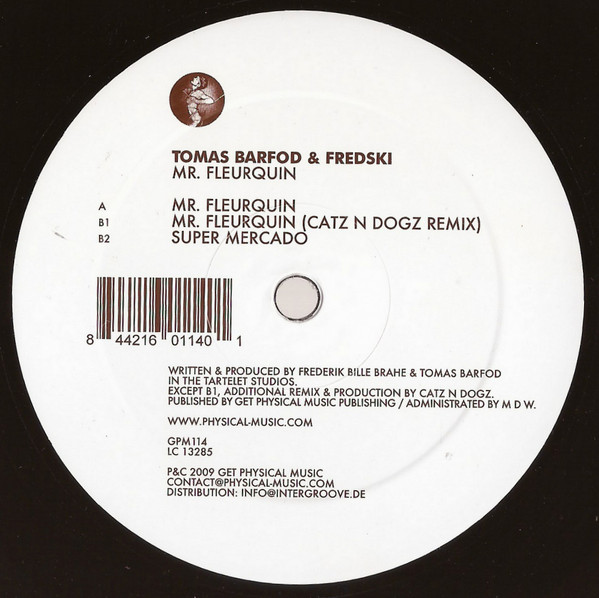 TOMAS BARFOD & FREDSKI
MR. FLEURQUIN
A MR. FLEURQUIN
B1 MR. FLEURQUIN (CATZ N DOGZ REMIX)
B2 SUPER MERCADO
8 44216 01140 1
WRITTEN & PRODUCED BY FREDERIK BILLE BRAHE & TOMAS BARFOD
IN THE TARTELET STUDIOS.
EXCEPT B1, ADDITIONAL REMIX & PRODUCTION BY CATZ N DOGZ.
PUBLISHED BY GET PHYSICAL MUSIC PUBLISHING / ADMINISTRATED BY M D W.
WWW.PHYSICAL-MUSIC.COM
GPM114
LC 13285
P&C 2009 GET PHYSICAL MUSIC
CONTACT@PHYSICAL-MUSIC.COM
DISTRIBUTION: INFO@INTERGROOVE.DE